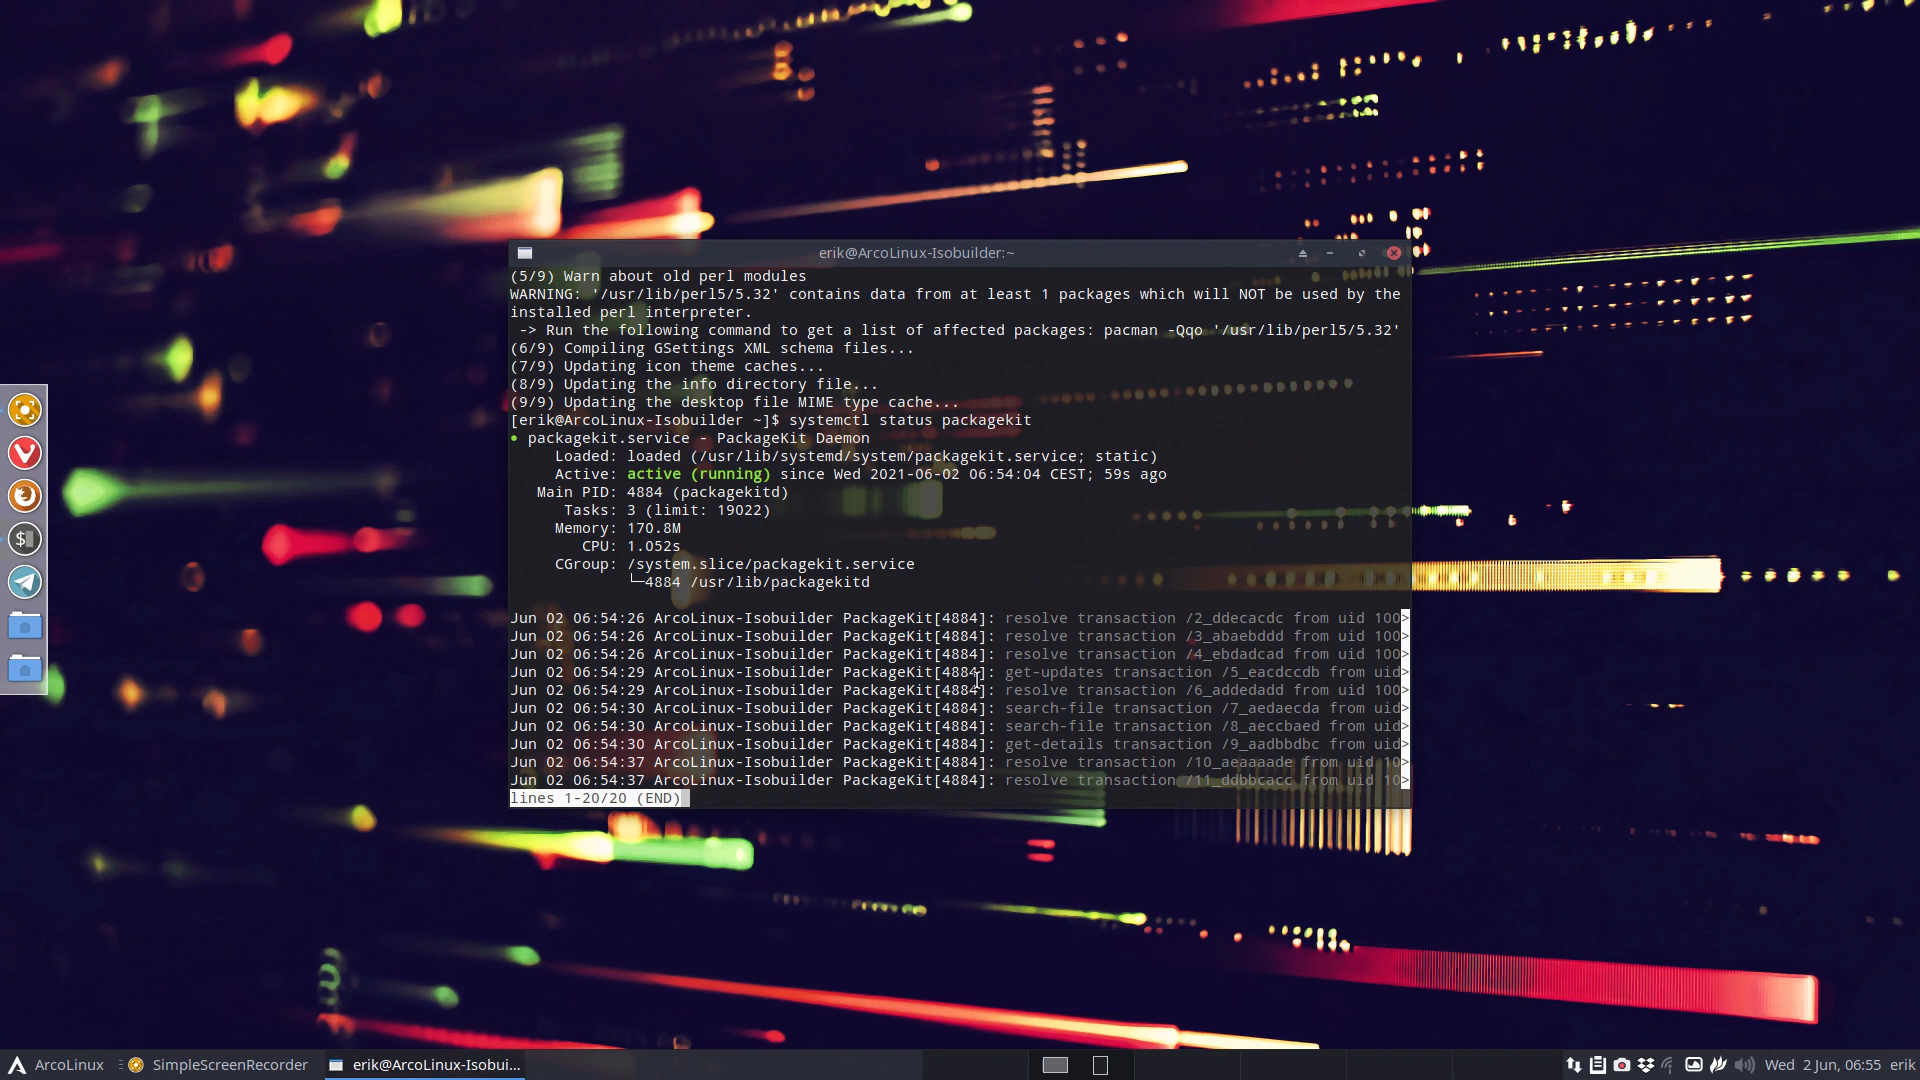 erik@ArcoLinux-Isobuilder:~
(5/9) Warn about old perl modules
WARNING: '/usr/lib/perl5/5.32' contains data from at least 1 packages which will NOT be used by the
installed perl interpreter.
 -> Run the following command to get a list of affected packages: pacman -Qqo '/usr/lib/perl5/5.32'
(6/9) Compiling GSettings XML schema files...
(7/9) Updating icon theme caches...
(8/9) Updating the info directory file...
(9/9) Updating the desktop file MIME type cache...
[erik@ArcoLinux-Isobuilder ~]$ systemctl status packagekit
● packagekit.service - PackageKit Daemon
Loaded: loaded (/usr/lib/systemd/system/packagekit.service; static)
Active: active (running) since Wed 2021-06-02 06:54:04 CEST; 59s ago
Main PID: 4884 (packagekitd)
Tasks: 3 (limit: 19022)
Memory: 170.8M
CPU: 1.052s
CGroup: /system.slice/packagekit.service
└─4884 /usr/lib/packagekitd
Jun 02 06:54:26 ArcoLinux-Isobuilder PackageKit[4884]: resolve transaction /2_ddecacdc from uid 100>
Jun 02 06:54:26 ArcoLinux-Isobuilder PackageKit[4884]: resolve transaction /3_abaebddd from uid 100>
Jun 02 06:54:26 ArcoLinux-Isobuilder PackageKit[4884]: resolve transaction /4_ebdadcad from uid 100>
Jun 02 06:54:29 ArcoLinux-Isobuilder PackageKit[4884]: get-updates transaction /5_eacdccdb from uid>
Jun 02 06:54:29 ArcoLinux-Isobuilder PackageKit[4884]: resolve transaction /6_addedadd from uid 100>
Jun 02 06:54:30 ArcoLinux-Isobuilder PackageKit[4884]: search-file transaction /7_aedaecda from uid>
Jun 02 06:54:30 ArcoLinux-Isobuilder PackageKit[4884]: search-file transaction /8_aeccbaed from uid>
Jun 02 06:54:30 ArcoLinux-Isobuilder PackageKit[4884]: get-details transaction /9_aadbbdbc from uid>
Jun 02 06:54:37 ArcoLinux-Isobuilder PackageKit[4884]: resolve transaction /10_aeaaaade from uid 10>
Jun 02 06:54:37 ArcoLinux-Isobuilder PackageKit[4884]: resolve transaction /11_ddbbcacc from uid 10>
lines 1-20/20 (END)
ArcoLinux SimpleScreenRecorder erik@ArcoLinux-Isobui... Wed 2 Jun, 06:55 erik